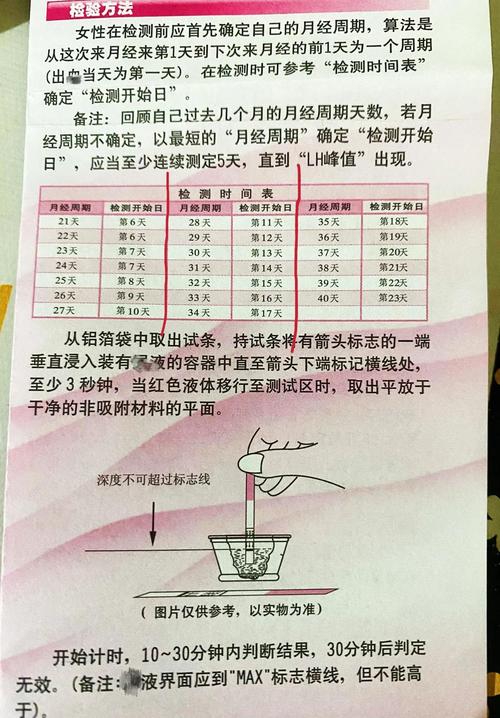 检验方法
女性在检测前应首先确定自己的月经周期，算法是
从这次来月经来第1天到下次来月经的前1天为一个周期
(出血当天为第一天)。在检测时可参考“检测时间表”
确定“检测开始日”。
备注：回顾自己过去几个月的月经周期天数，若月
经周期不确定，以最短的“月经周期”确定“检测开始
日”，应当至少连续测定5天，直到“LH峰值”出现。
检测时间表
月经周期 检测开始日 月经周期 检测开始日 月经周期 检测开始日
21天 第6天 28天 第11天 35天 第18天
22天 第6天 29天 第12天 36天 第19天
23天 第7天 30天 第13天 37天 第20天
24天 第7天 31天 第14天 38天 第21天
25天 第8天 32天 第15天 39天 第22天
26天 第9天 33天 第16天 40天 第23天
27天 第10天 34天 第17天
从铝箔袋中取出试条，持试条将有箭头标志的一端
垂直浸入装有液的容器中直至箭头下端标记横线处，
至少3秒钟，当红色液体移行至测试区时，取出平放于
干净的非吸附材料的平面。
深度不可超过标志线
(图片仅供参考，以实物为准)
开始计时，10~30分钟内判断结果，30分钟后判定
无效。(备注：液界面应到"MAX"标志横线，但不能高
于)。